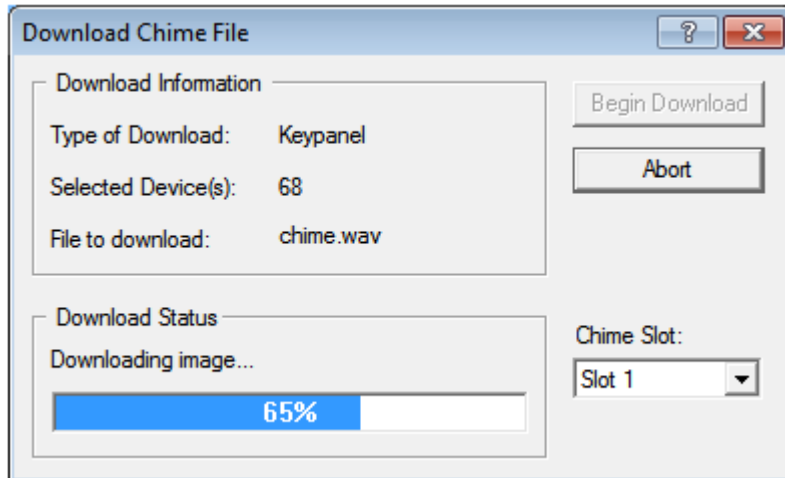 Download Chime File
Download Information
Type of Download: Keypanel
Selected Device(s): 68
File to download: chime.wav
Begin Download
Abort
Download Status
Downloading image...
65%
Chime Slot:
Slot 1